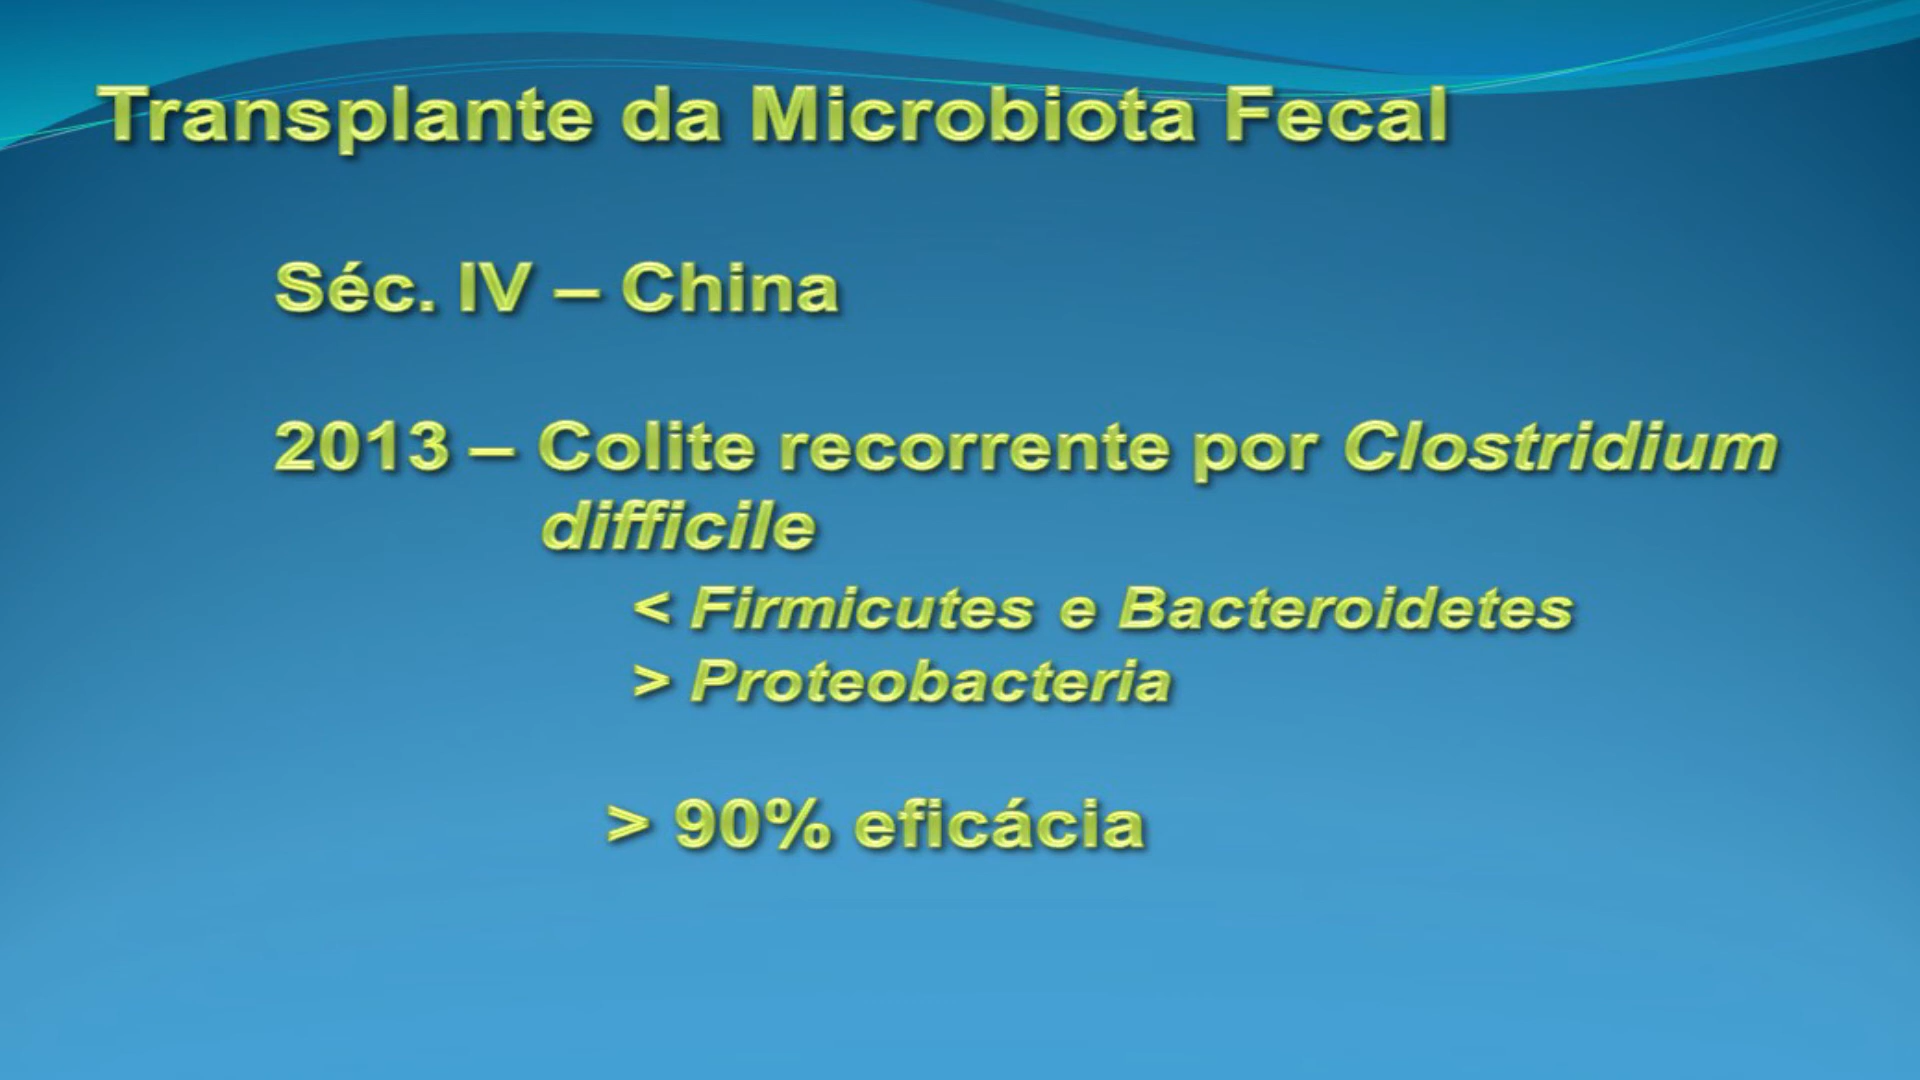 Transplante da Microbiota Fecal
Séc. IV – China
2013 – Colite recorrente por Clostridium
difficile
< Firmicutes e Bacteroidetes
> Proteobacteria
> 90% eficácia